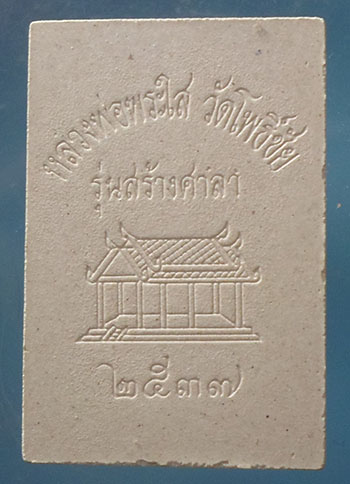 หลวงพ่อพระใส วัดโพธิ์ชัย
รุ่นสร้างศาลา
๒๕๓๗